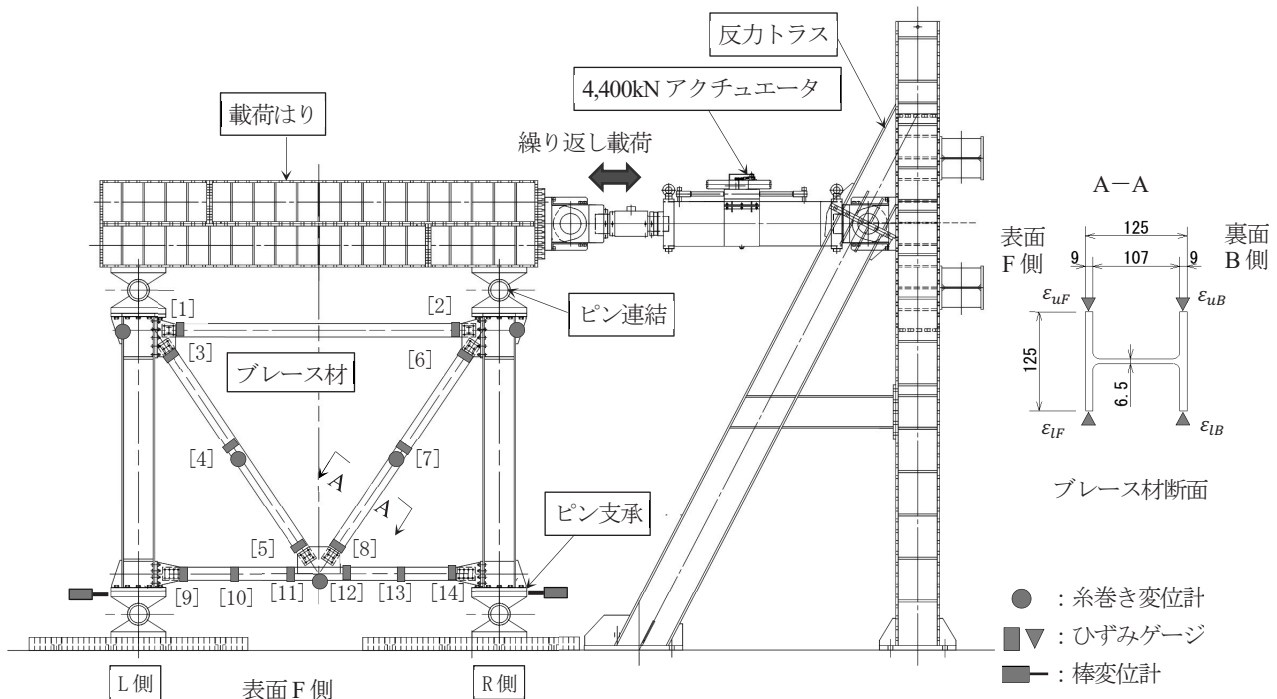 反力トラス
4,400kN アクチュエータ
載荷はり
繰り返し載荷
A－A
表面
F 側
125
裏面
B 側
9
107
9
εuF
εuB
125
6.5
εlF
εlB
ブレース材断面
[1]
[2]
ピン連結
[3]
[6]
ブレース材
[4]
[7]
A
A
ピン支承
[5]
[8]
[9]
[10]
[11]
[12]
[13]
[14]
：糸巻き変位計
：ひずみゲージ
：棒変位計
L 側
表面 F 側
R 側